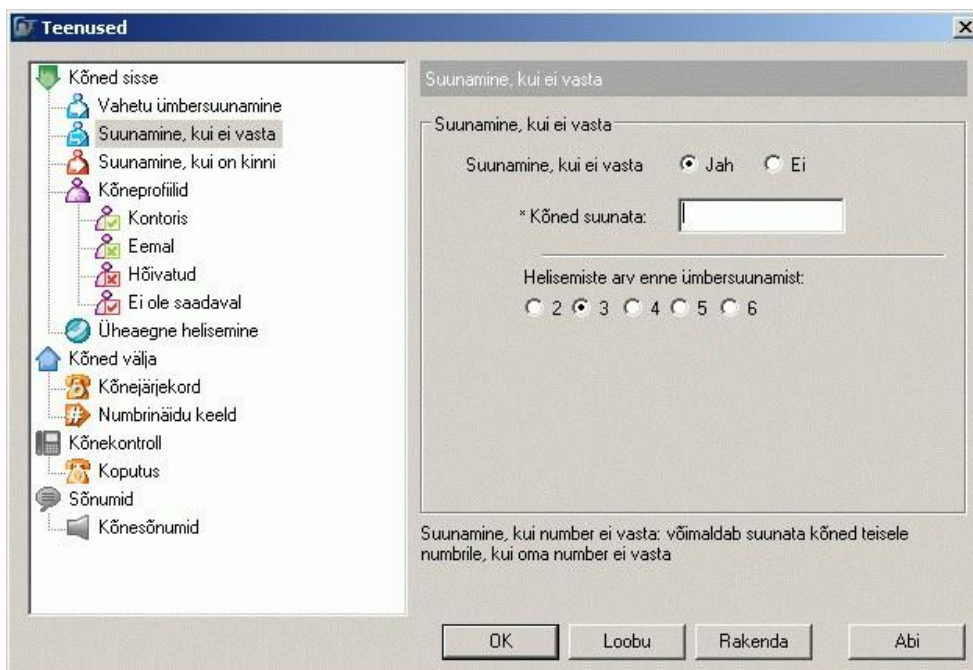 Teenused
Kõned sisse
Vahetu ümbersuunamine
Suunamine, kui ei vasta
Suunamine, kui on kinni
Kõneprofiilid
Kontoris
Eemal
Hõivatud
Ei ole saadaval
Üheaegne helisemine
Kõned välja
Kõnejärjekord
Numbrinäidu keeld
Kõnekontroll
Koputus
Sõnumid
Kõnesõnumid
Suunamine, kui ei vasta
Suunamine, kui ei vasta
Suunamine, kui ei vasta Jah Ei
* Kõned suunata:
Helisemiste arv enne ümbersuunamist:
2 3 4 5 6
Suunamine, kui number ei vasta: võimaldab suunata kõned teisele
numbrile, kui oma number ei vasta
OK Loobu Rakenda Abi